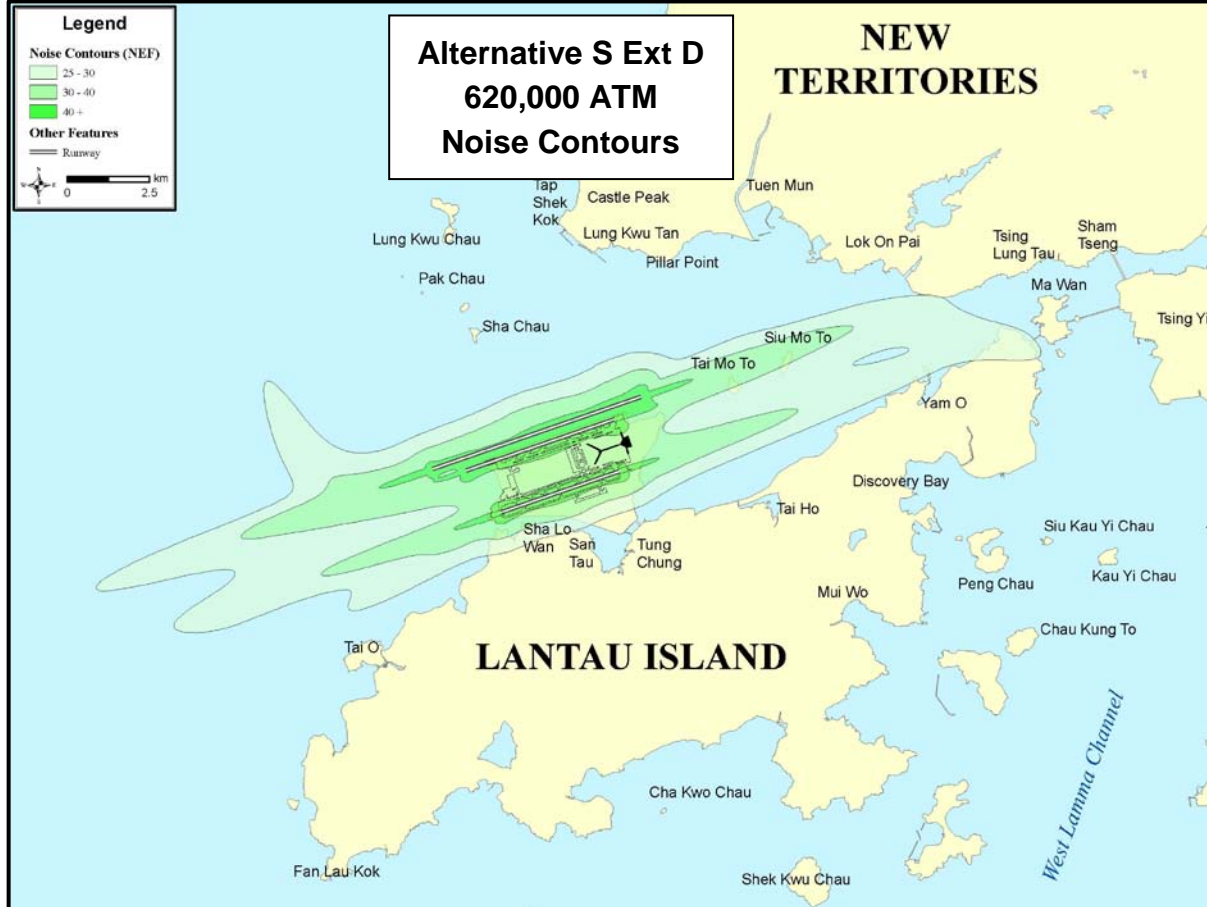 Legend
Noise Contours (NEF)
25 - 30
30 - 40
40 +
Other Features
Runway
N
W
E
S
km
0
2.5
Alternative S Ext D
620,000 ATM
Noise Contours
NEW
TERRITORIES
Tap
Shek
Kok
Castle Peak
Tuen Mun
Lung Kwu Chau
Lung Kwu Tan
Pillar Point
Lok On Pai
Tsing
Lung Tau
Sham
Tseng
Pak Chau
Ma Wan
Sha Chau
Tsing Yi
Siu Mo To
Tai Mo To
Yam O
Discovery Bay
Tai Ho
Sha Lo
Wan
San
Tau
Tung
Chung
Siu Kau Yi Chau
Peng Chau
Kau Yi Chau
Mui Wo
Chau Kung To
Tai O
LANTAU ISLAND
West Lamma Channel
Cha Kwo Chau
Fan Lau Kok
Shek Kwu Chau